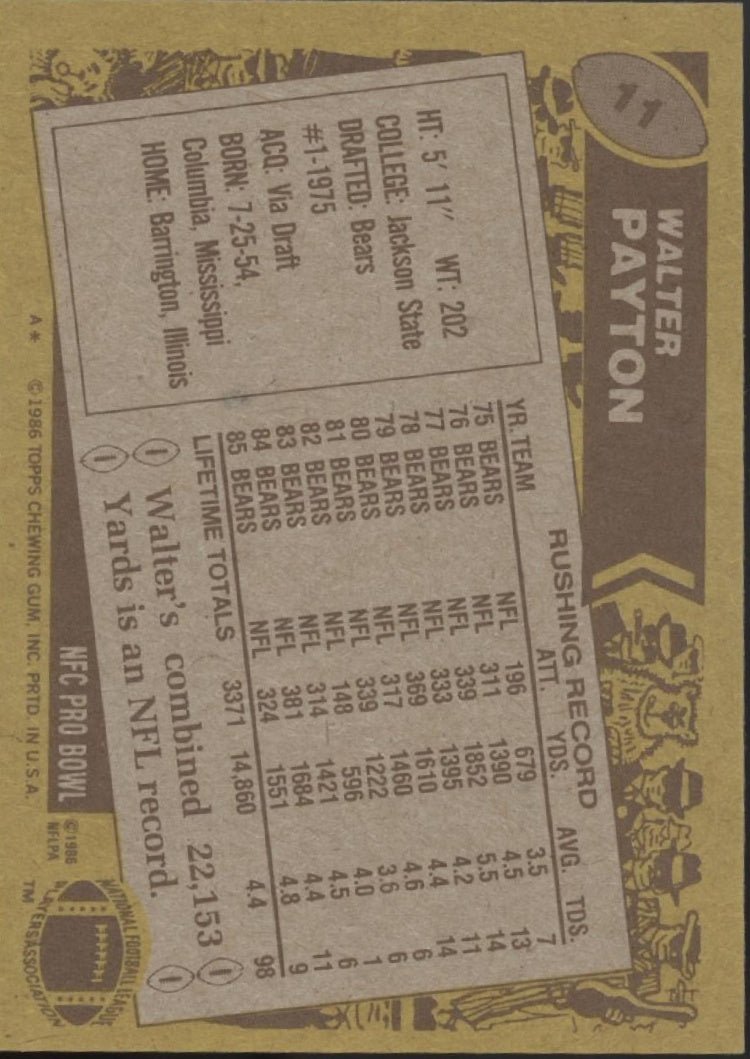 11
WALTER
PAYTON
HT: 5' 11" WT: 202
COLLEGE: Jackson State
DRAFTED: Bears
#1-1975
ACQ: Via Draft
BORN: 7-25-54,
Columbia, Mississippi
HOME: Barrington, Illinois
RUSHING RECORD
YR. TEAM ATT. YDS. AVG. TDS.
75 BEARS NFL 196 679 3.5 7
76 BEARS NFL 311 1390 4.5 13
77 BEARS NFL 339 1852 5.5 14
78 BEARS NFL 333 1395 4.2 11
79 BEARS NFL 369 1610 4.4 14
80 BEARS NFL 317 1460 4.6 6
81 BEARS NFL 339 1222 3.6 6
82 BEARS NFL 148 596 4.0 1
83 BEARS NFL 314 1421 4.5 6
84 BEARS NFL 381 1684 4.4 11
85 BEARS NFL 324 1551 4.8 9
LIFETIME TOTALS 3371 14,860 4.4 98
Walter's combined 22,153
Yards is an NFL record.
NFC PRO BOWL
A* ©1986 TOPPS CHEWING GUM, INC. PRTD. IN U.S.A.
©1986
NFLPA
NATIONAL FOOTBALL LEAGUE
PLAYERS ASSOCIATION
TM